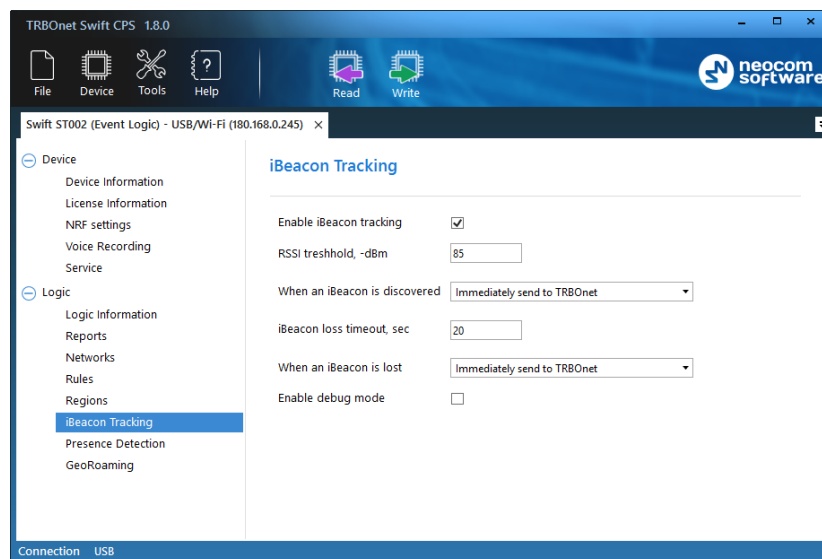 TRBOnet Swift CPS 1.8.0
File Device Tools Help Read Write
neocom
software
Swift ST002 (Event Logic) - USB/Wi-Fi (180.168.0.245)
Device
Device Information
License Information
NRF settings
Voice Recording
Service
Logic
Logic Information
Reports
Networks
Rules
Regions
iBeacon Tracking
Presence Detection
GeoRoaming
iBeacon Tracking
Enable iBeacon tracking
RSSI treshhold, -dBm 85
When an iBeacon is discovered Immediately send to TRBOnet
iBeacon loss timeout, sec 20
When an iBeacon is lost Immediately send to TRBOnet
Enable debug mode
Connection USB